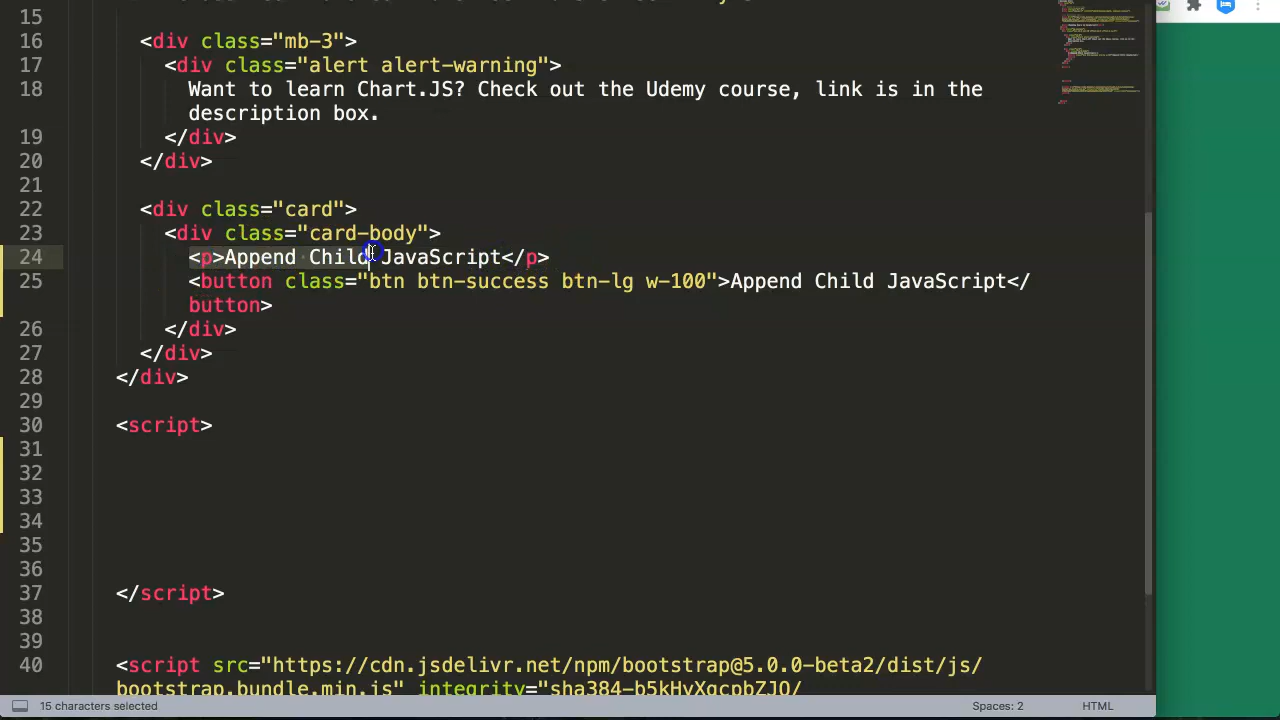 15
16 <div class="mb-3">
17 <div class="alert alert-warning">
18 Want to learn Chart.JS? Check out the Udemy course, link is in the
description box.
19 </div>
20 </div>
21
22 <div class="card">
23 <div class="card-body">
24 <p>Append Child JavaScript</p>
25 <button class="btn btn-success btn-lg w-100">Append Child JavaScript</
button>
26 </div>
27 </div>
28 </div>
29
30 <script>
31
32
33
34
35
36
37 </script>
38
39
40 <script src="https://cdn.jsdelivr.net/npm/bootstrap@5.0.0-beta2/dist/js/
bootstrap.bundle.min.js" integrity="sha384-b5kHyXgcpbZJO/
15 characters selected Spaces: 2 HTML